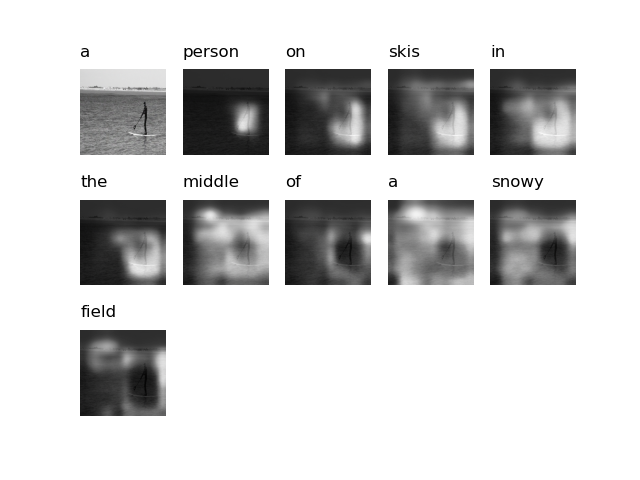 a person on skis in
the middle of a snowy
field